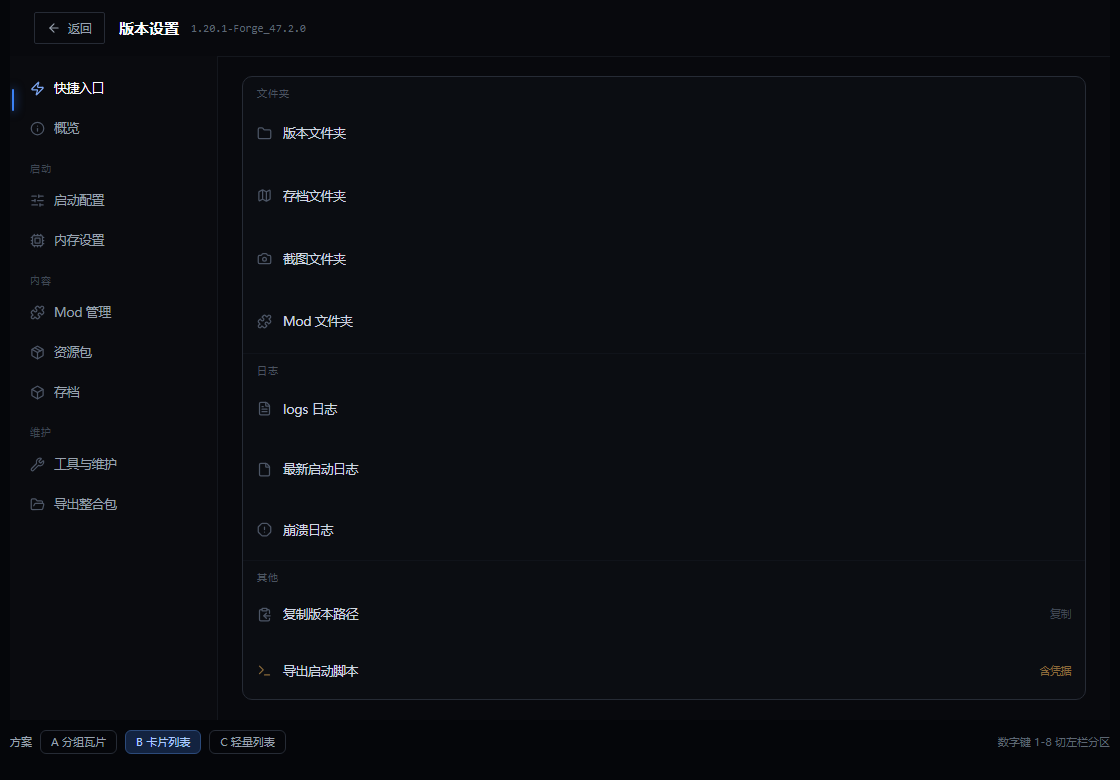 返回
版本设置 1.20.1-Forge_47.2.0
快捷入口
概览
启动
启动配置
内存设置
内容
Mod 管理
资源包
存档
维护
工具与维护
导出整合包
文件夹
版本文件夹
存档文件夹
截图文件夹
Mod 文件夹
日志
logs 日志
最新启动日志
崩溃日志
其他
复制版本路径 复制
导出启动脚本 含凭据
方案 A 分组瓦片 B 卡片列表 C 轻量列表 数字键 1-8 切左栏分区